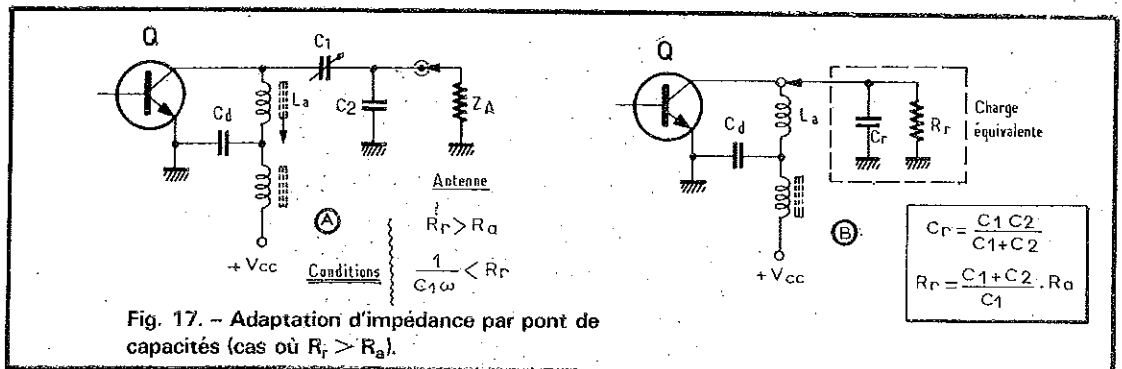 Q
C1
La
Cd
C2
ZA
Antenne
A
Rr > Ra
Conditions
1 / C1ω < Rr
+ Vcc
Fig. 17. – Adaptation d'impédance par pont de
capacités (cas où Rr > Ra).
Q
La
Cd
Cr
Rr
Charge
équivalente
B
+ Vcc
Cr = C1 C2 / C1+C2
Rr = C1+C2 / C1 . Ra